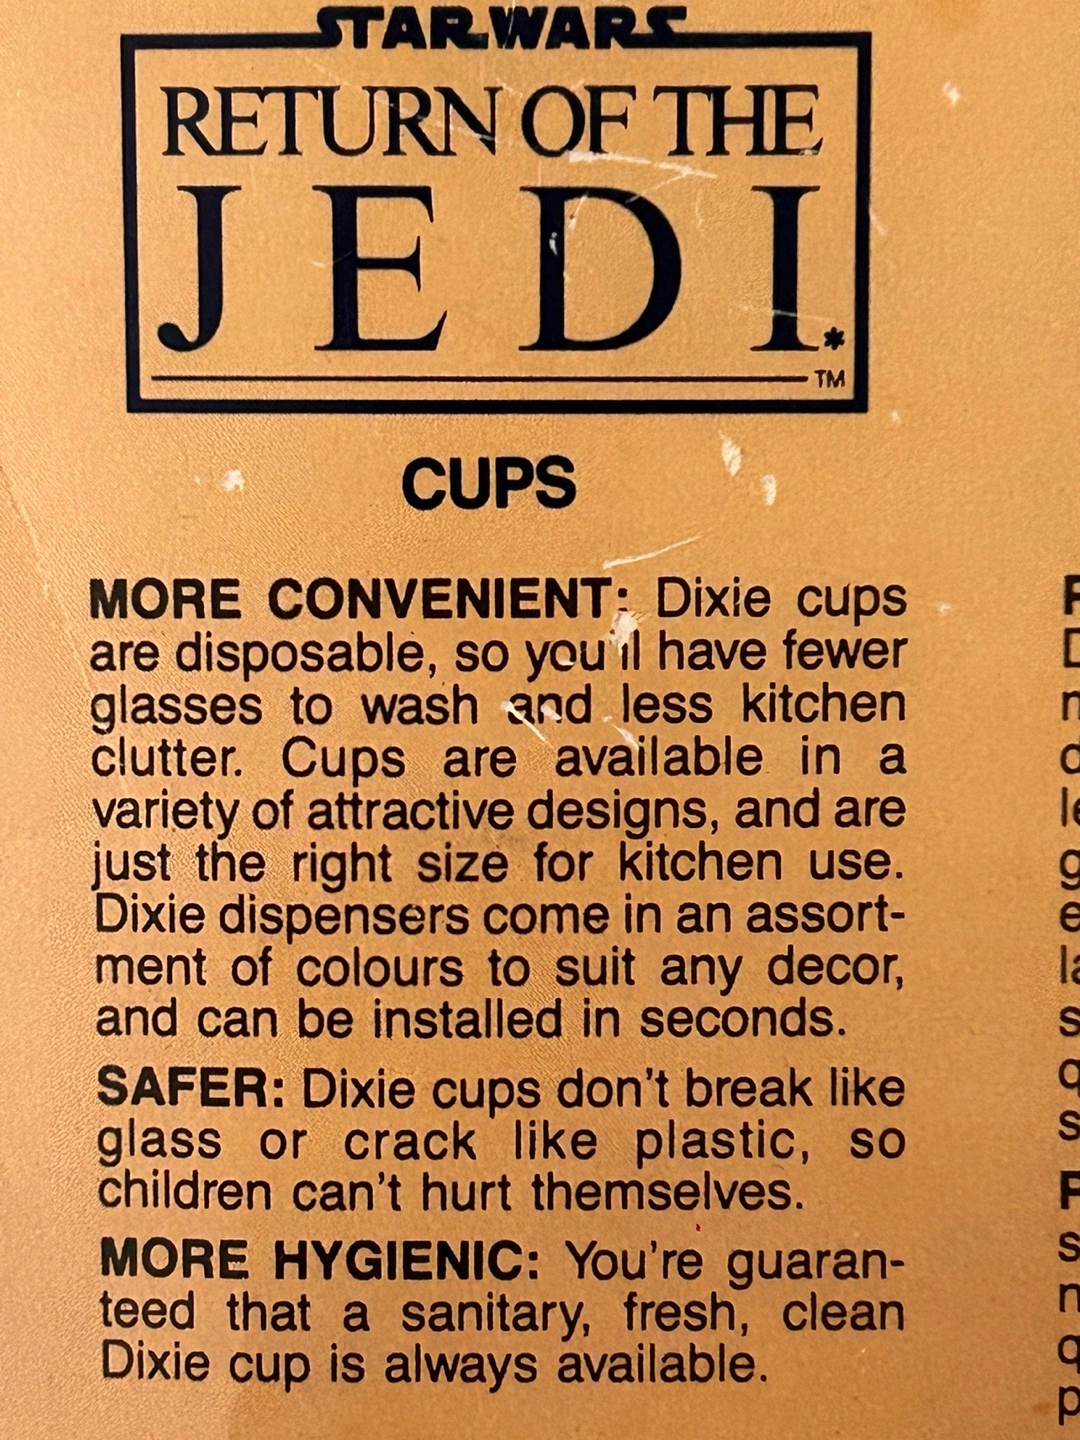 STAR WARS
RETURN OF THE
JEDI*
TM
CUPS
MORE CONVENIENT: Dixie cups
are disposable, so you'll have fewer
glasses to wash and less kitchen
clutter. Cups are available in a
variety of attractive designs, and are
just the right size for kitchen use.
Dixie dispensers come in an assort-
ment of colours to suit any decor,
and can be installed in seconds.
SAFER: Dixie cups don't break like
glass or crack like plastic, so
children can't hurt themselves.
MORE HYGIENIC: You're guaran-
teed that a sanitary, fresh, clean
Dixie cup is always available.